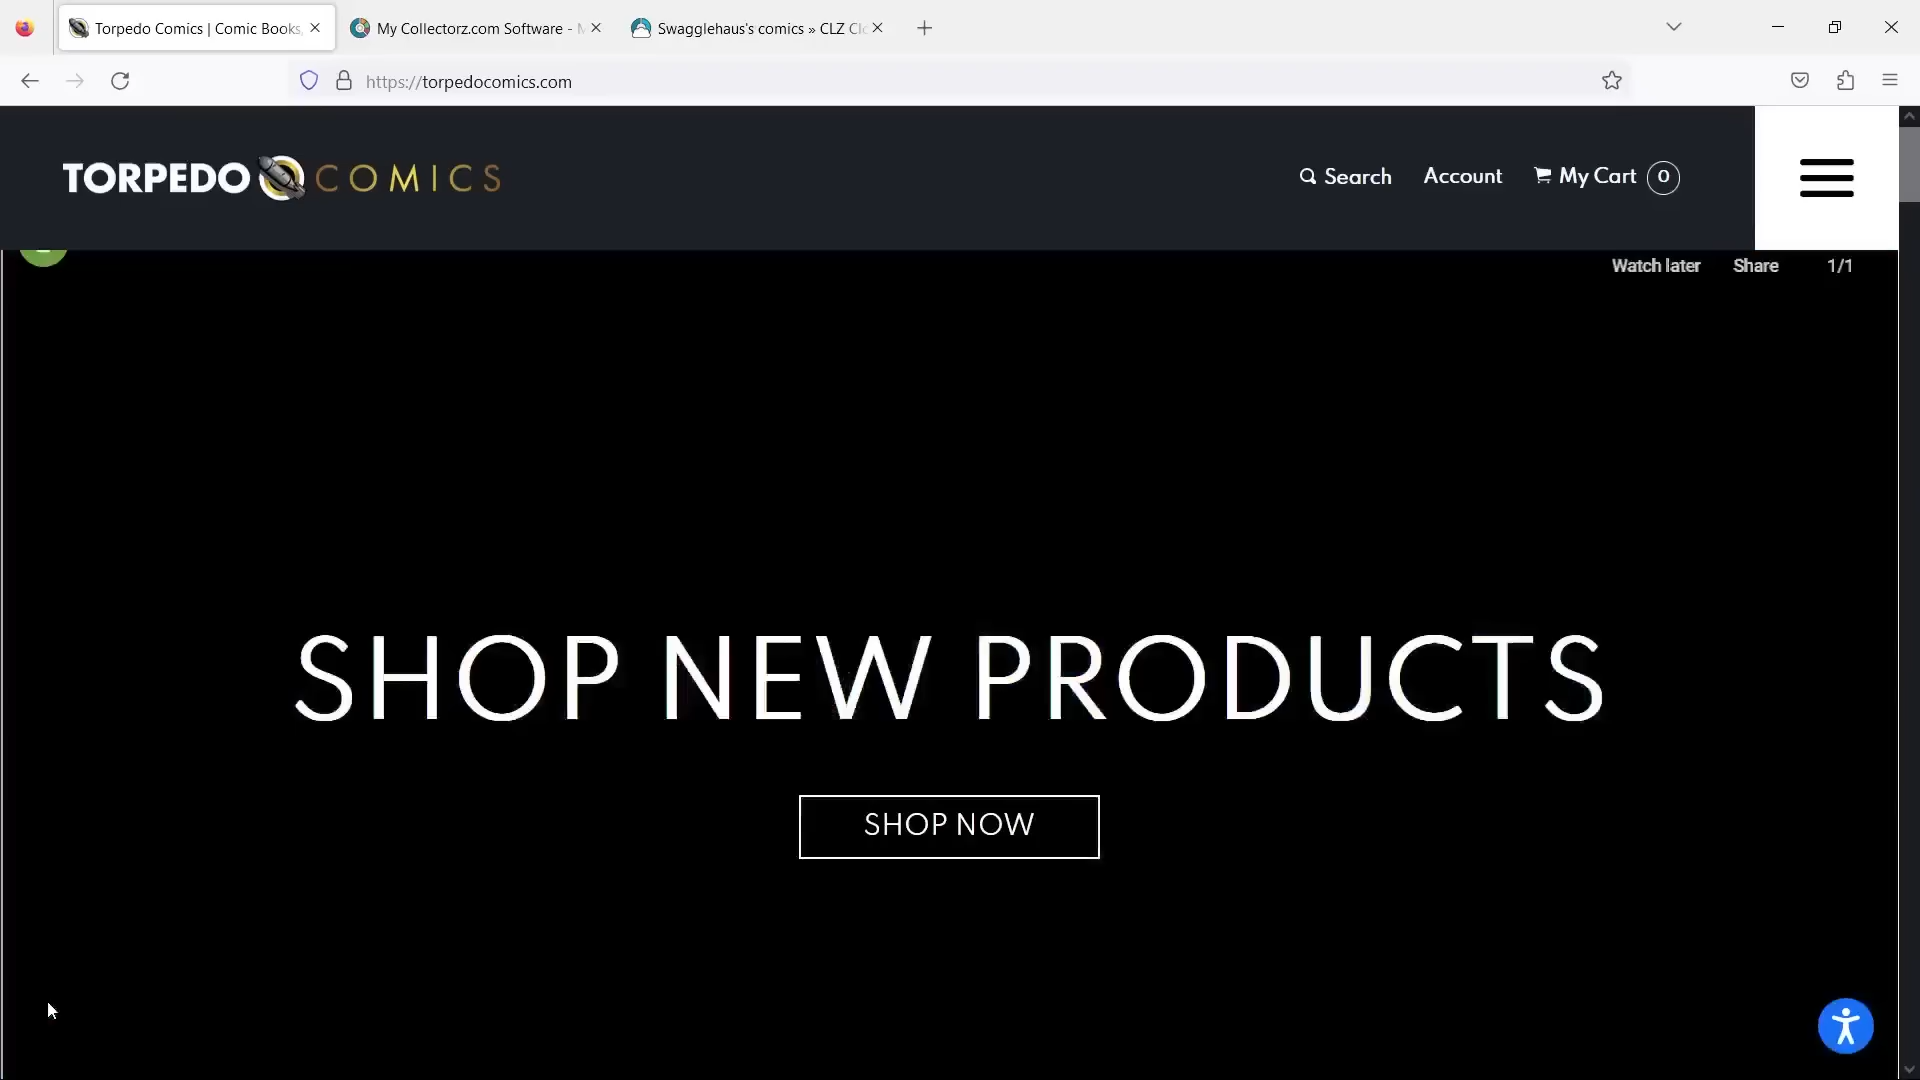 Torpedo Comics | Comic Books,
My Collectorz.com Software -
Swagglehaus's comics » CLZ Clo
https://torpedocomics.com
TORPEDO COMICS
Search
Account
My Cart 0
Watch later
Share
1/1
SHOP NEW PRODUCTS
SHOP NOW